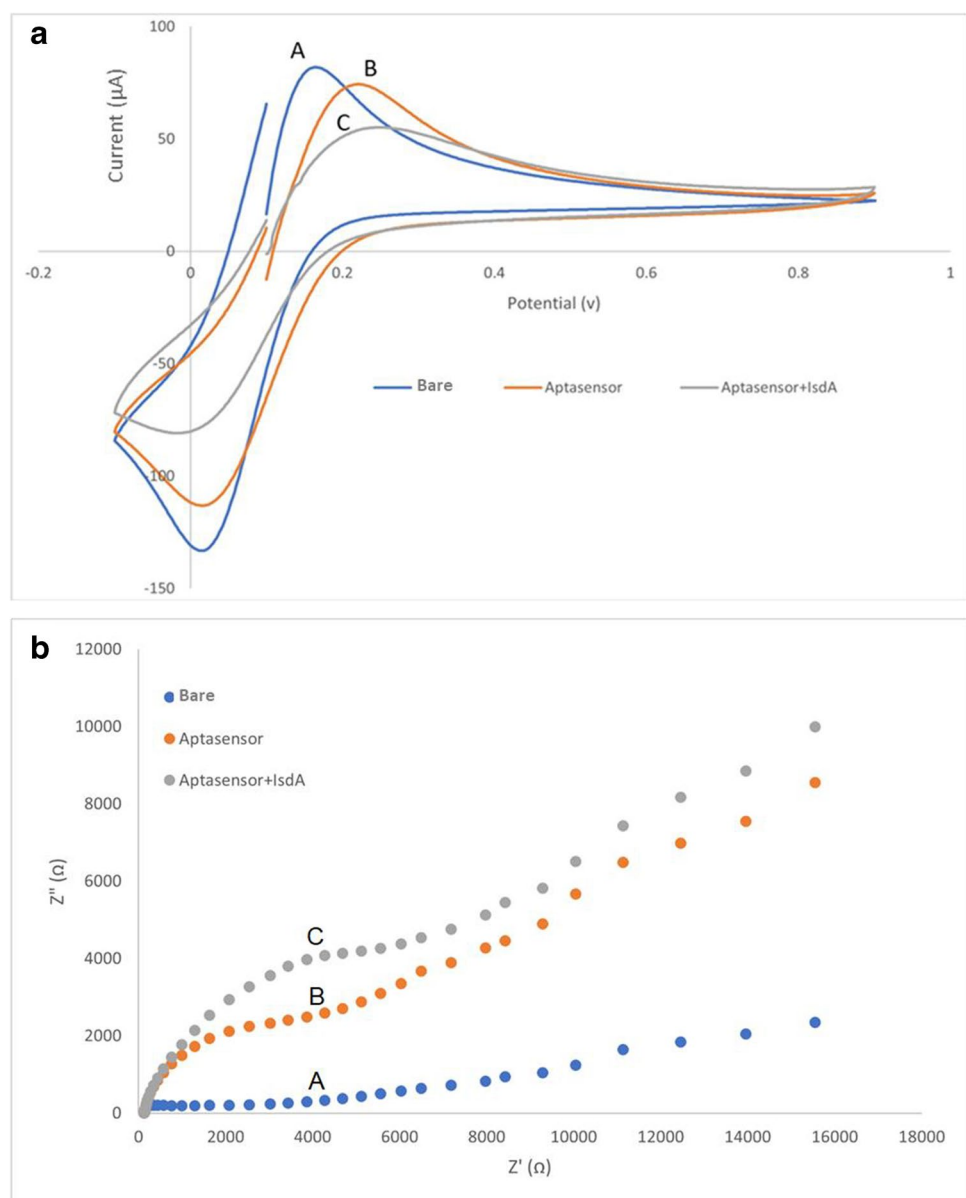 a
100
A
B
Current (μA)
50
C
0
-0.2
0
0.2
0.4
0.6
0.8
1
Potential (v)
-50
Bare
Aptasensor
Aptasensor+IsdA
-100
-150
b
12000
Bare
10000
Aptasensor
Aptasensor+IsdA
8000
Z" (Ω)
6000
C
4000
B
2000
A
0
0
2000
4000
6000
8000
10000
12000
14000
16000
18000
Z' (Ω)